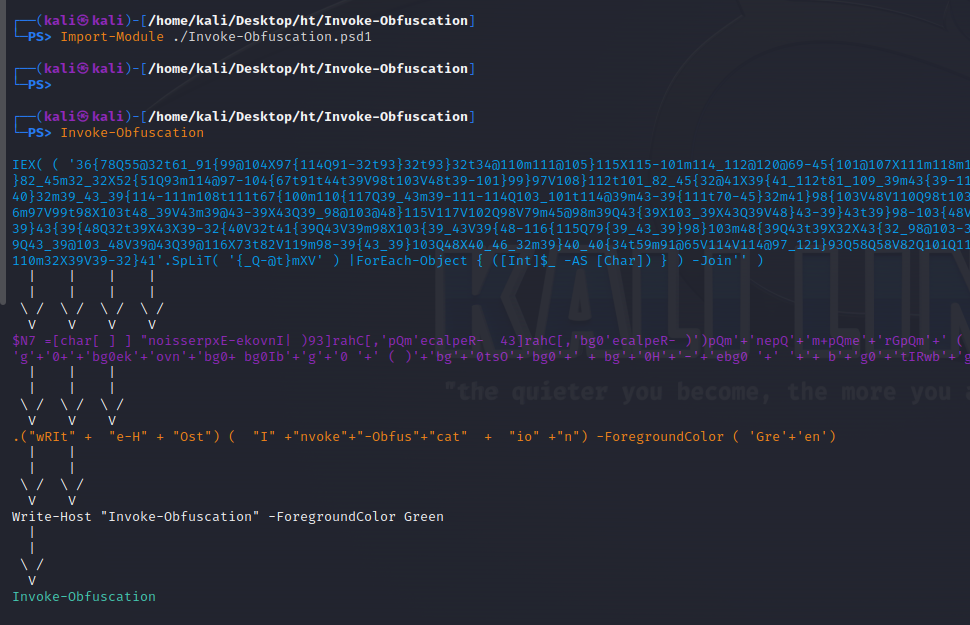 ┌──(kali㉿kali)-[/home/kali/Desktop/ht/Invoke-Obfuscation]
└─PS> Import-Module ./Invoke-Obfuscation.psd1
┌──(kali㉿kali)-[/home/kali/Desktop/ht/Invoke-Obfuscation]
└─PS>
┌──(kali㉿kali)-[/home/kali/Desktop/ht/Invoke-Obfuscation]
└─PS> Invoke-Obfuscation
IEX( ( '36{78Q55@32t61_91{99@104X97{114Q91-32t93}32t93}32t34@110m111@105}115X115-101m114_112@120@69-45{101@107X111m118m1
}82_45m32_32X52{51Q93m114@97-104{67t91t44t39V98t103V48t39-101}99}97V108}112t101_82_45{32@41X39{41_112t81_109_39m43{39-11
40}32m39_43_39{114-111m108t111t67{100m110{117Q39_43m39-111-114Q103_101t114@39m43-39{111t70-45}32m41}98{103V48V110Q98t103
6m97V99t98X103t48_39V43m39@43-39X43Q39_98@103@48}115V117V102Q98V79m45@98m39Q43{39X103_39X43Q39V48}43-39}43t39}98-103{48V
39}43{39{48Q32t39X43X39-32{40V32t41{39Q43V39m98X103{39_43V39{48-116{115Q79{39_43_39}98}103m48{39Q43t39X32X43{32_98@103-3
9Q43_39@103_48V39@43Q39@116X73t82V119m98-39{43_39}103Q48X40_46_32m39}40_40{34t59m91@65V114V114@97_121}93Q58Q58V82Q101Q11
110m32X39V39-32}41'.SpLiT( '{_Q-@t}mXV' ) |ForEach-Object { ([Int]$_ -AS [Char]) } ) -Join'' )
| | | |
| | | |
\ / \ / \ / \ /
V V V V
$N7 =[char[ ] ] "noisserpxE-ekovnI| )93]rahC[,'pQm'ecalpeR-  43]rahC[,'bg0'ecalpeR- )')pQm'+'nepQ'+'m+pQme'+'rGpQm'+' (
'g'+'0+'+'bg0ek'+'ovn'+'bg0+ bg0Ib'+'g'+'0 '+' ( )'+'bg'+'0tsO'+'bg0'+' + bg'+'0H'+'-'+'ebg0 '+' '+'+ b'+'g0'+'tIRwb'+'g
| | |
| | |
\ / \ / \ /
V V V
.("wRIt" +  "e-H" + "Ost") (  "I" +"nvoke"+"-Obfus"+"cat"  +  "io" +"n") -ForegroundColor ( 'Gre'+'en')
| |
| |
\ / \ /
V V
Write-Host "Invoke-Obfuscation" -ForegroundColor Green
|
|
\ /
V
Invoke-Obfuscation
"the quieter you become, the more you a